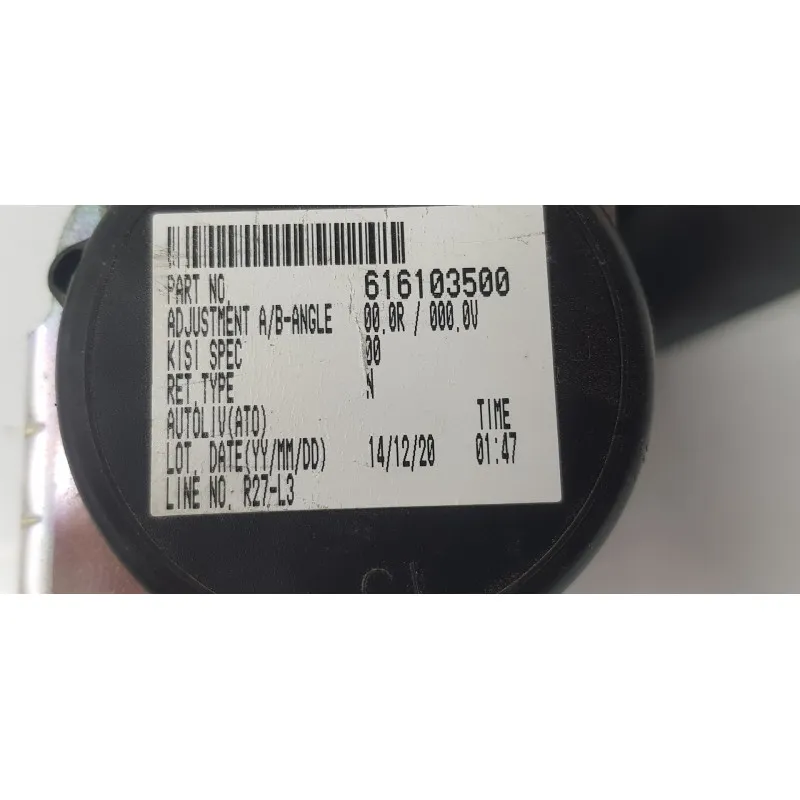 PART NO. 616103500
ADJUSTMENT A/B-ANGLE 00.0R / 000.0V
KISI SPEC 00
RET.TYPE N
AUTOLIV(ATO) TIME
LOT. DATE(YY/MM/DD) 14/12/20 01:47
LINE NO. R27-L3